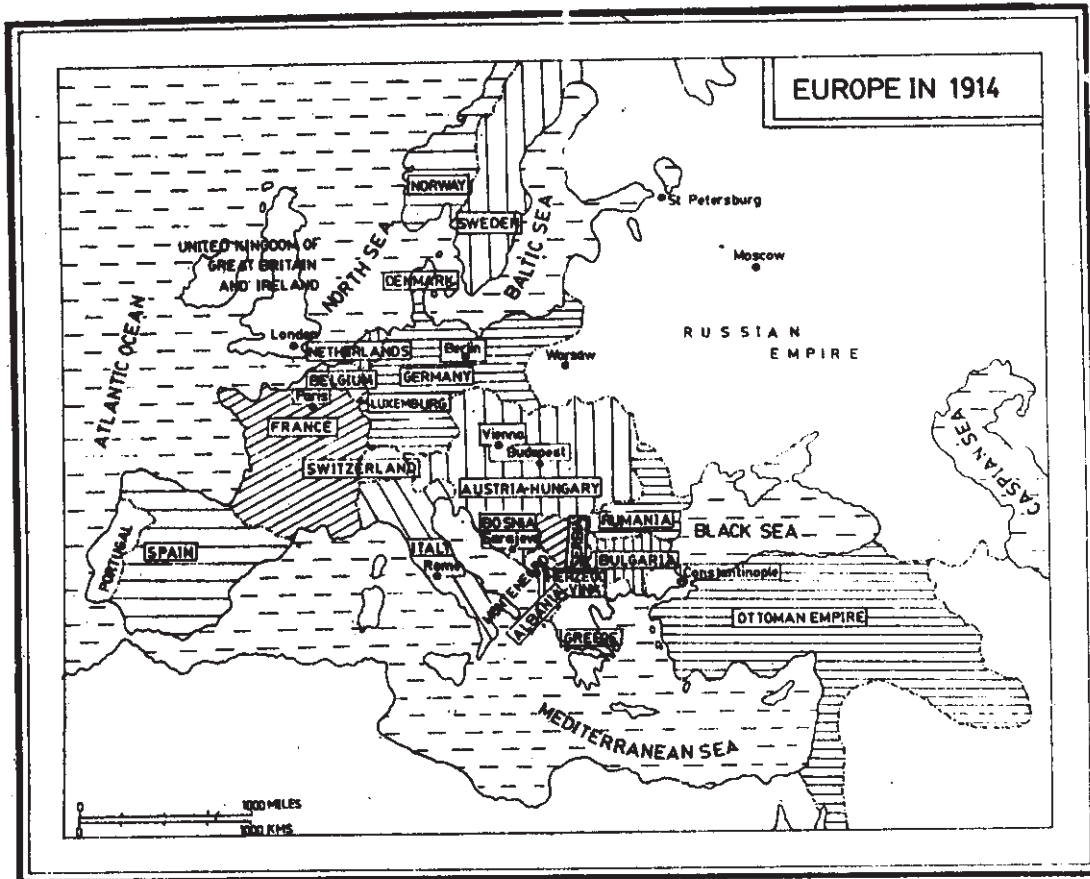 EUROPE IN 1914
NORWAY
SWEDEN
St Petersburg
Moscow
UNITED KINGDOM OF
GREAT BRITAIN
AND IRELAND
NORTH SEA
DENMARK
BALTIC SEA
ATLANTIC OCEAN
London
NETHERLANDS
Berlin
Warsaw
RUSSIAN
EMPIRE
BELGIUM
GERMANY
Paris
LUXEMBURG
FRANCE
Vienna
Budapest
SWITZERLAND
AUSTRIA-HUNGARY
CASPIAN SEA
BOSNIA
Sarajevo
RUMANIA
BLACK SEA
PORTUGAL
SPAIN
ITALY
Rome
BULGARIA
Constantinople
ALBANIA
OTTOMAN EMPIRE
MEDITERRANEAN SEA
0
1000 MILES
0
1000 KMS